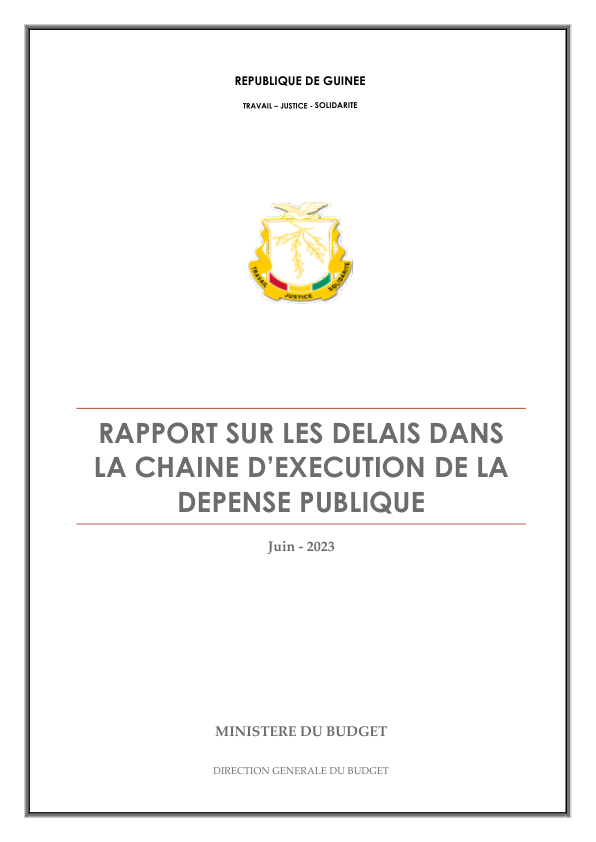 REPUBLIQUE DE GUINEE
TRAVAIL – JUSTICE - SOLIDARITE
TRAVAIL
JUSTICE
SOLIDARITE
RAPPORT SUR LES DELAIS DANS
LA CHAINE D’EXECUTION DE LA
DEPENSE PUBLIQUE
Juin - 2023
MINISTERE DU BUDGET
DIRECTION GENERALE DU BUDGET